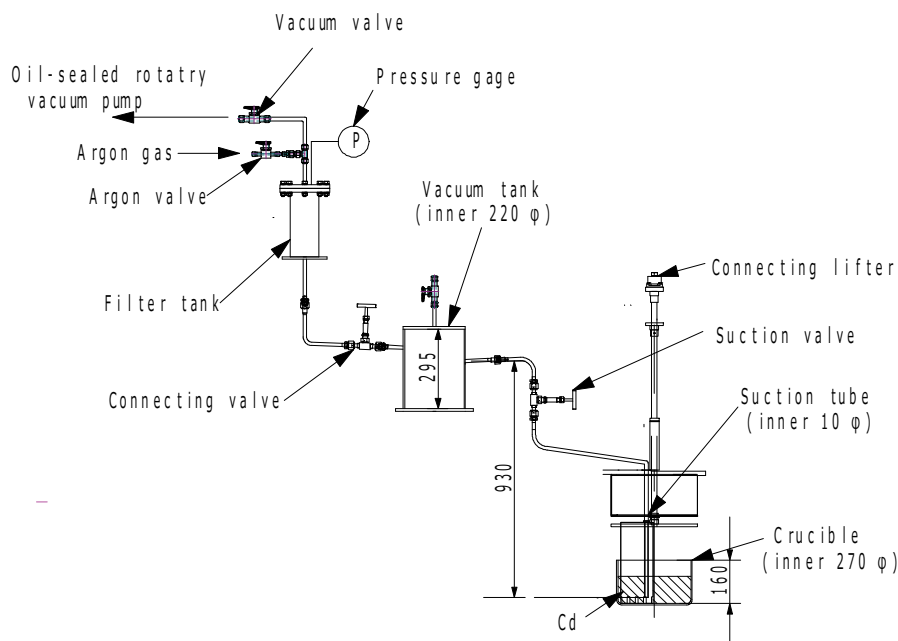 Vacuum valve
Oil-sealed rotatry
vacuum pump
Pressure gage
P
Argon gas
Argon valve
Vacuum tank
(inner 220 φ)
Connecting lifter
Filter tank
Suction valve
295
Connecting valve
Suction tube
(inner 10 φ)
930
Crucible
(inner 270 φ)
160
Cd